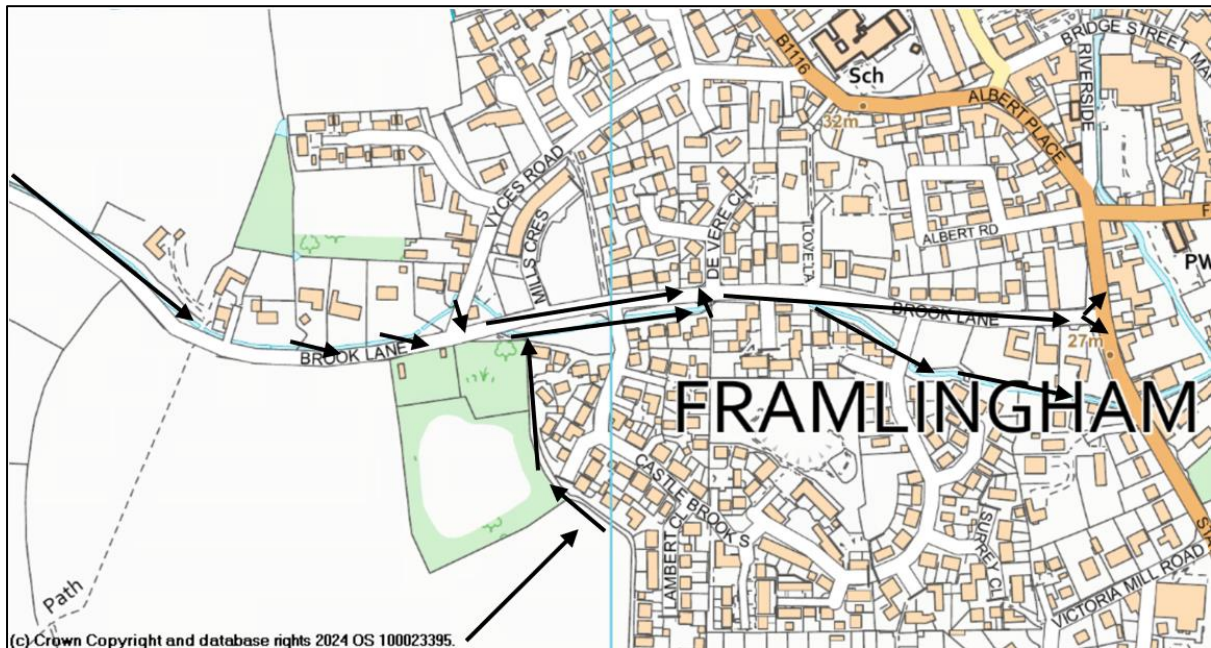 B1116
Sch
BRIDGE STREET
MAR
RIVERSIDE
32m
ALBERT PLACE
VYCES ROAD
MILLS CRES
DE VERE CL
LOVE LA
ALBERT RD
F
PW
BROOK LANE
BROOK LANE
27m
FRAMLINGHAM
CASTLE BROOK S
LAMBERT CL
SURREY CL
STA
VICTORIA MILL ROAD
Path
(c) Crown Copyright and database rights 2024 OS 100023395.